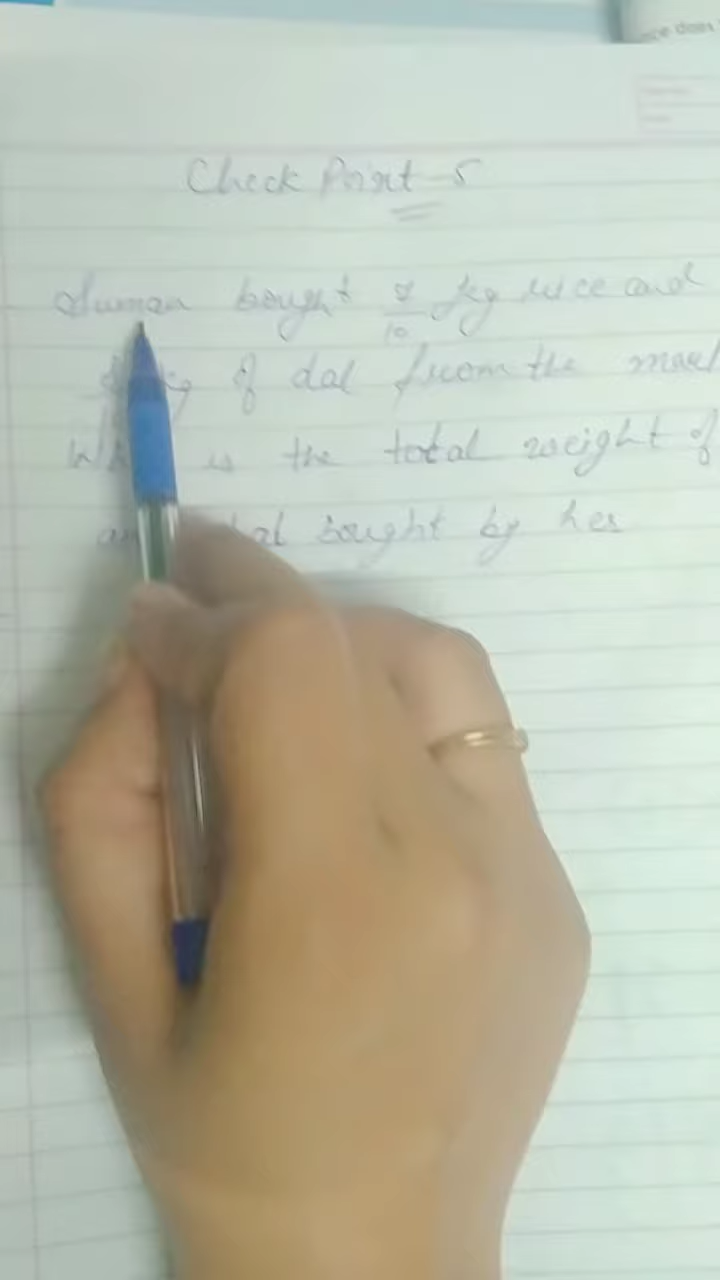 Check Point-5
Suman bought 7/10 kg rice and
of dal from the
is the total weight of
dal bought by her